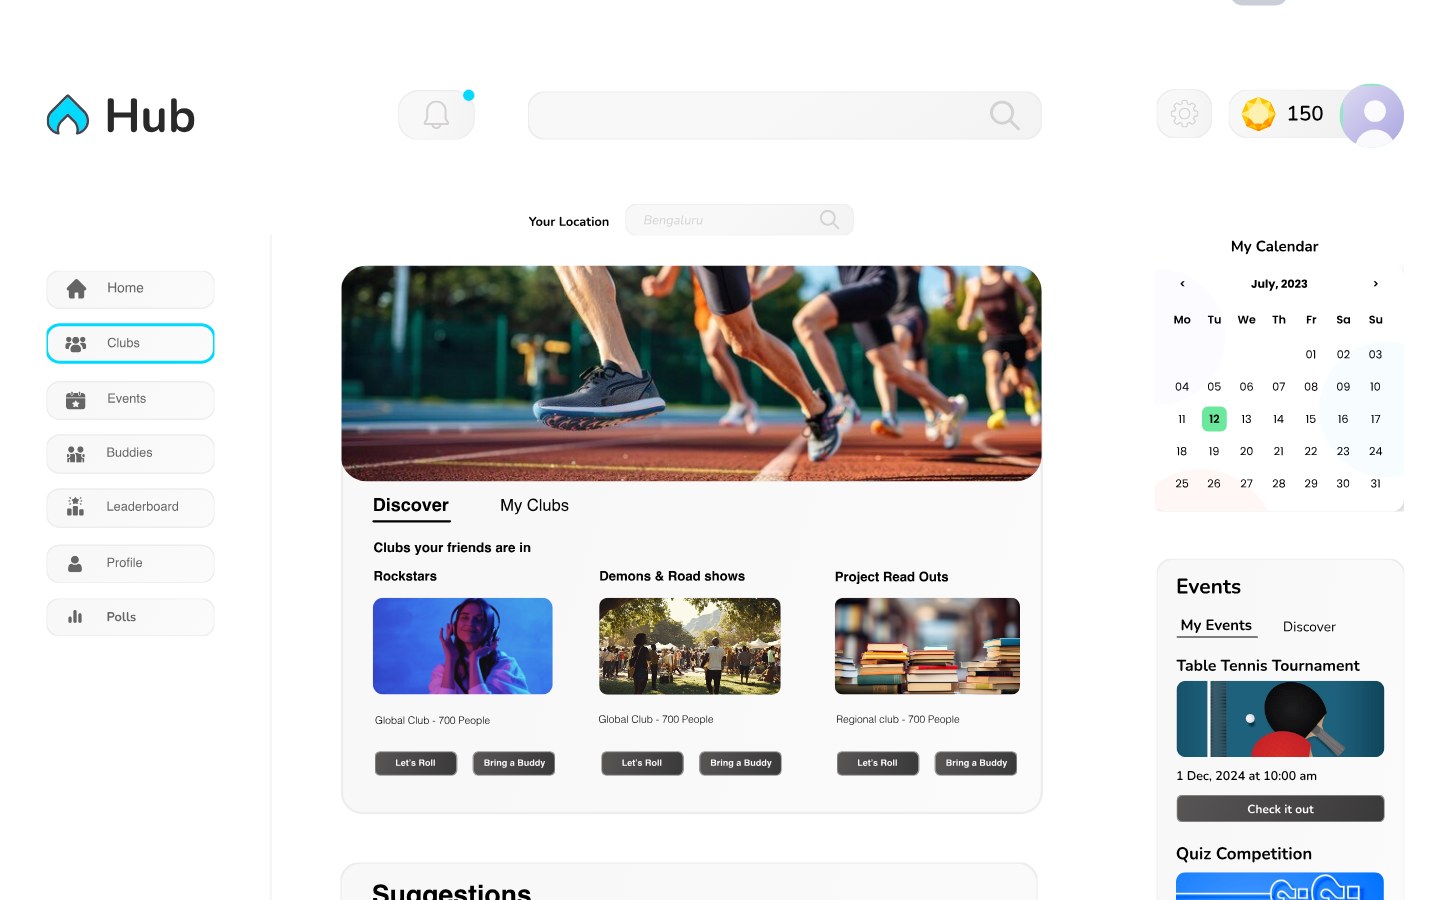 Hub
150
Your Location
Bengaluru
Home
Clubs
Events
Buddies
Leaderboard
Profile
Polls
Discover
My Clubs
Clubs your friends are in
Rockstars
Demons & Road shows
Project Read Outs
Global Club - 700 People
Global Club - 700 People
Regional club - 700 People
Let's Roll
Bring a Buddy
Let's Roll
Bring a Buddy
Let's Roll
Bring a Buddy
Suggestions
My Calendar
‹ July, 2023 ›
Mo Tu We Th Fr Sa Su
01 02 03
04 05 06 07 08 09 10
11 12 13 14 15 16 17
18 19 20 21 22 23 24
25 26 27 28 29 30 31
Events
My Events
Discover
Table Tennis Tournament
1 Dec, 2024 at 10:00 am
Check it out
Quiz Competition